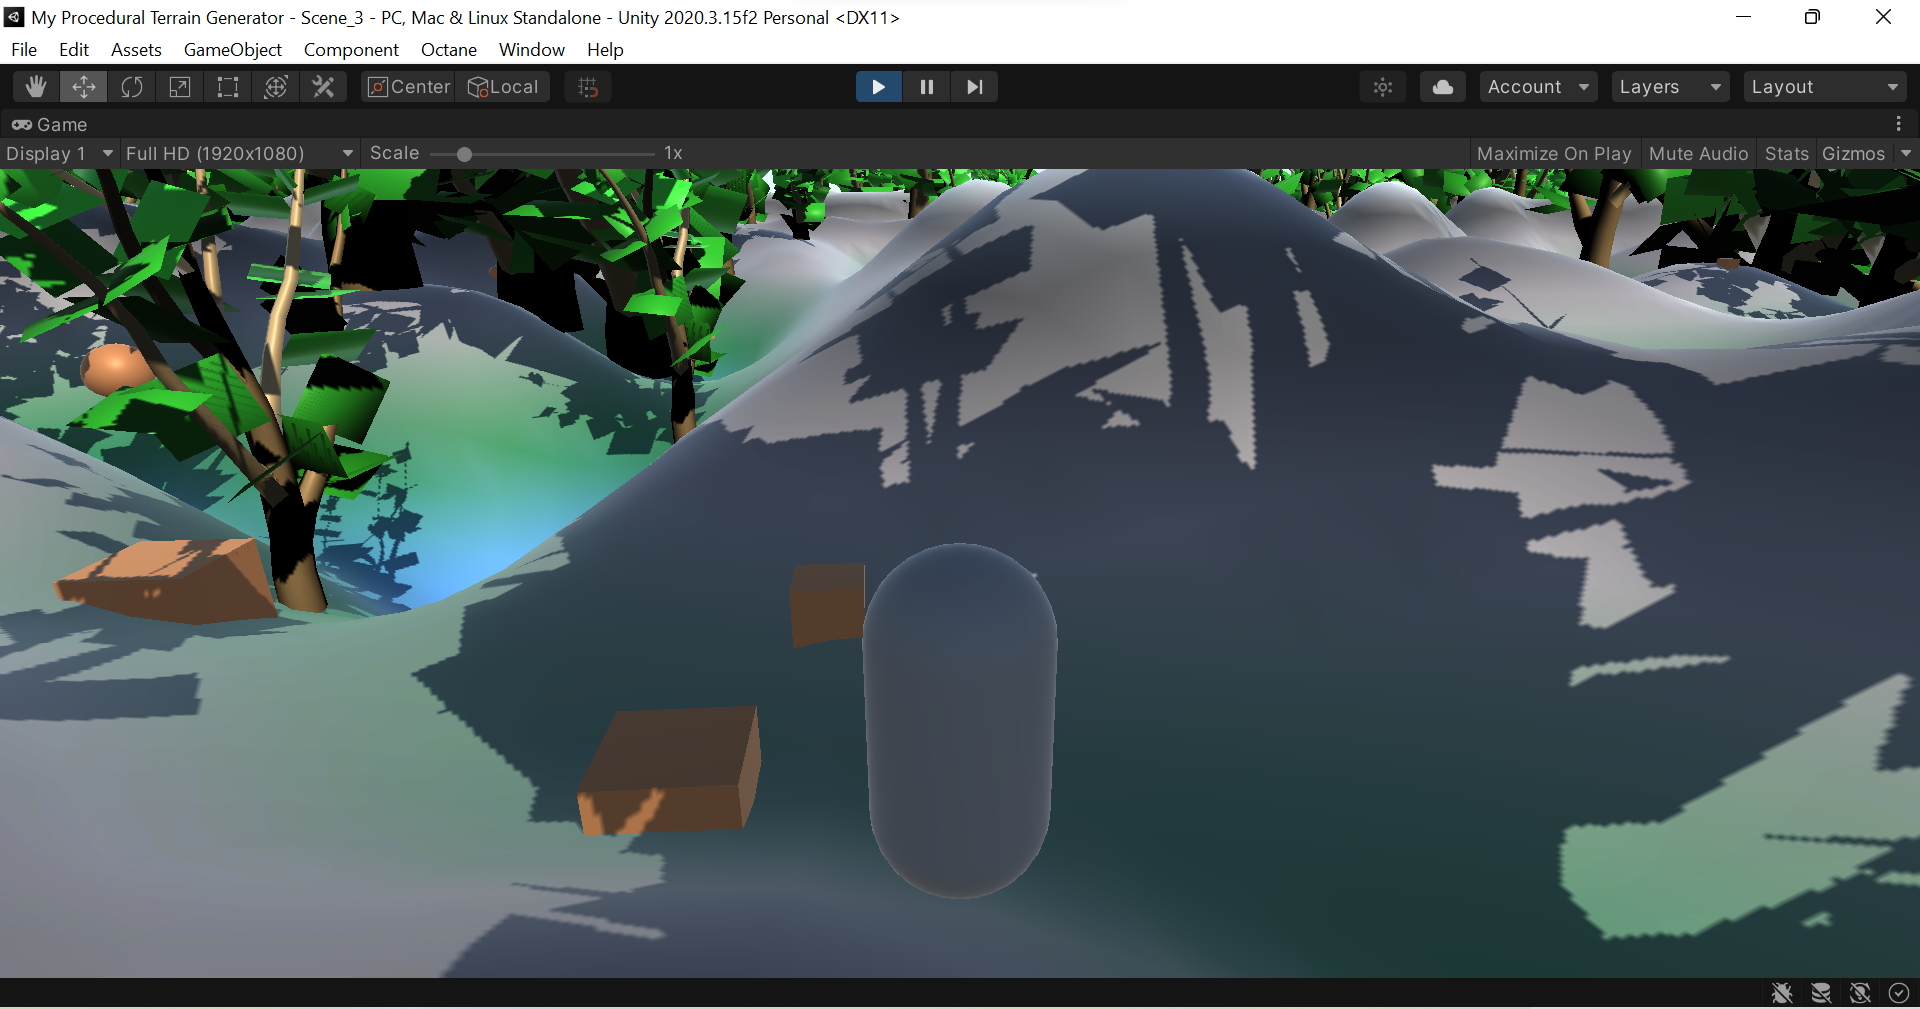 My Procedural Terrain Generator - Scene_3 - PC, Mac & Linux Standalone - Unity 2020.3.15f2 Personal <DX11>
File Edit Assets GameObject Component Octane Window Help
Center Local Account Layers Layout
Game
Display 1 Full HD (1920x1080) Scale 1x Maximize On Play Mute Audio Stats Gizmos